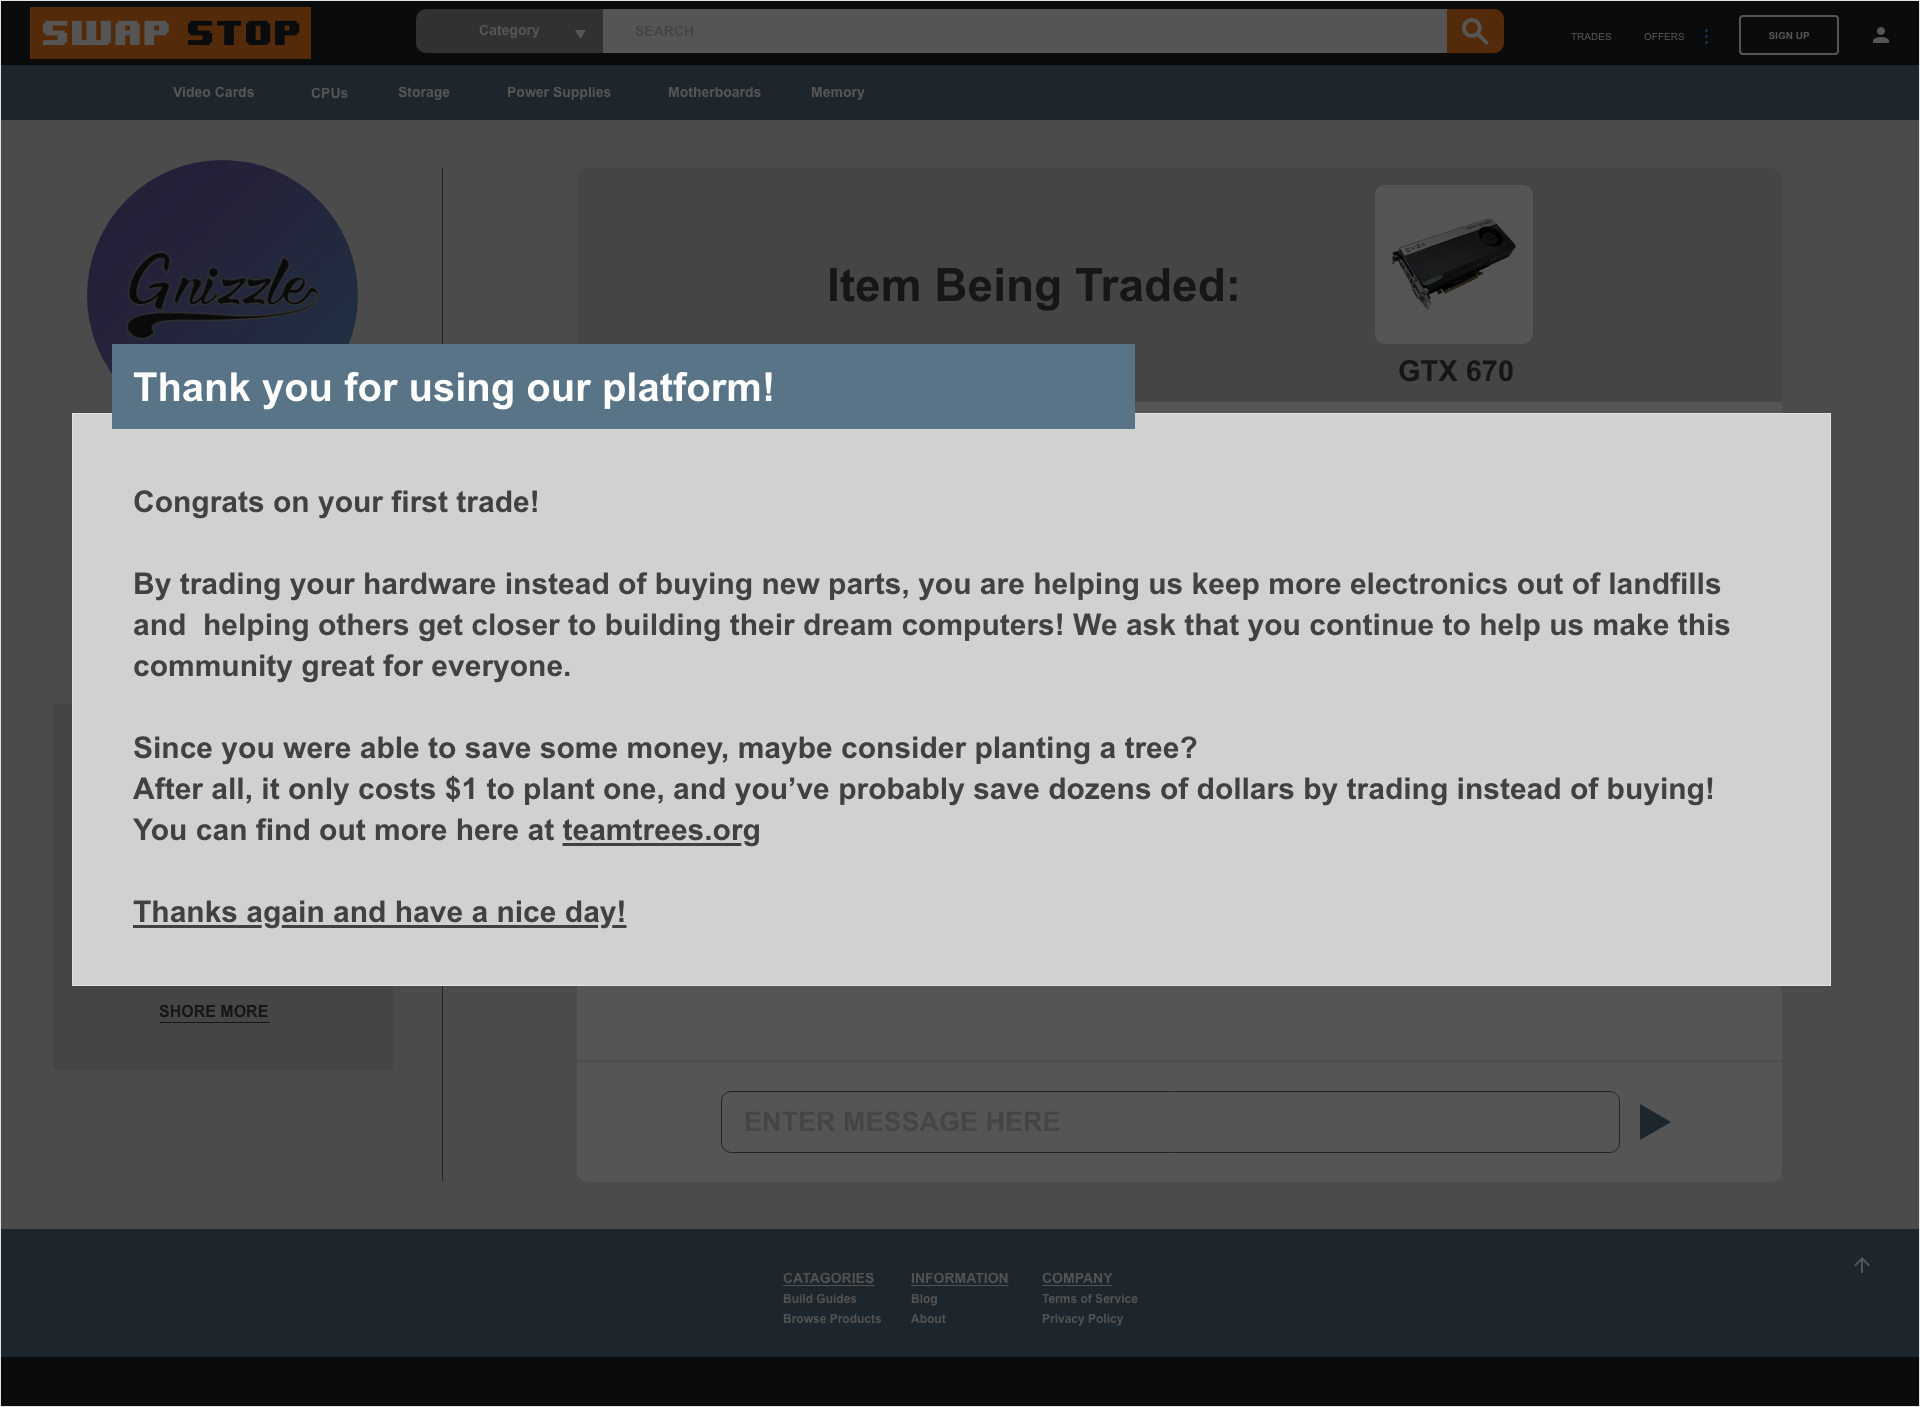 SWAP STOP
Category
SEARCH
TRADES
OFFERS
SIGN UP
Video Cards
CPUs
Storage
Power Supplies
Motherboards
Memory
Gnizzle
Item Being Traded:
EVGA
GTX 670
Thank you for using our platform!
Congrats on your first trade!
By trading your hardware instead of buying new parts, you are helping us keep more electronics out of landfills
and  helping others get closer to building their dream computers! We ask that you continue to help us make this
community great for everyone.
Since you were able to save some money, maybe consider planting a tree?
After all, it only costs $1 to plant one, and you’ve probably save dozens of dollars by trading instead of buying!
You can find out more here at teamtrees.org
Thanks again and have a nice day!
SHORE MORE
ENTER MESSAGE HERE
CATAGORIES
Build Guides
Browse Products
INFORMATION
Blog
About
COMPANY
Terms of Service
Privacy Policy